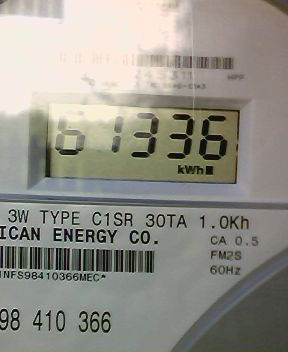 61336
kWh
3W TYPE C1SR 30TA 1.0Kh
ICAN ENERGY CO.
CA 0.5
FM2S
60Hz
NFS98410366MEC*
98 410 366